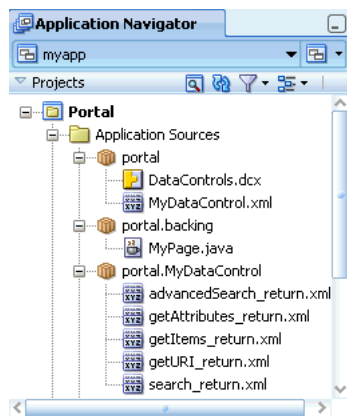 Application Navigator
myapp
Projects
Portal
Application Sources
portal
DataControls.dcx
MyDataControl.xml
portal.backing
MyPage.java
portal.MyDataControl
advancedSearch_return.xml
getAttributes_return.xml
getItems_return.xml
getURI_return.xml
search_return.xml